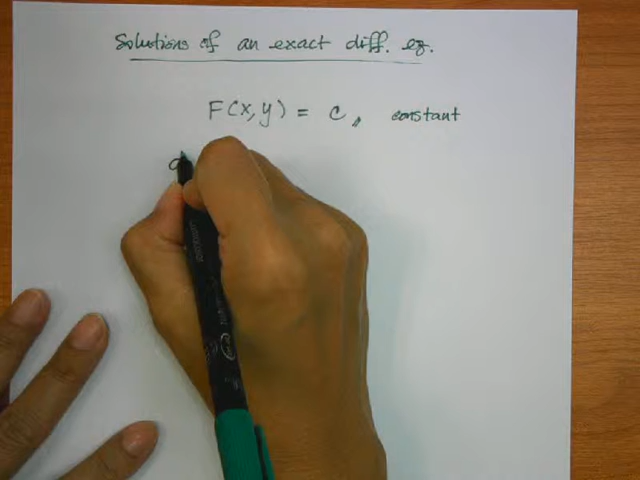 Solutions of an exact diff. eq.
F(x,y) = c, constant